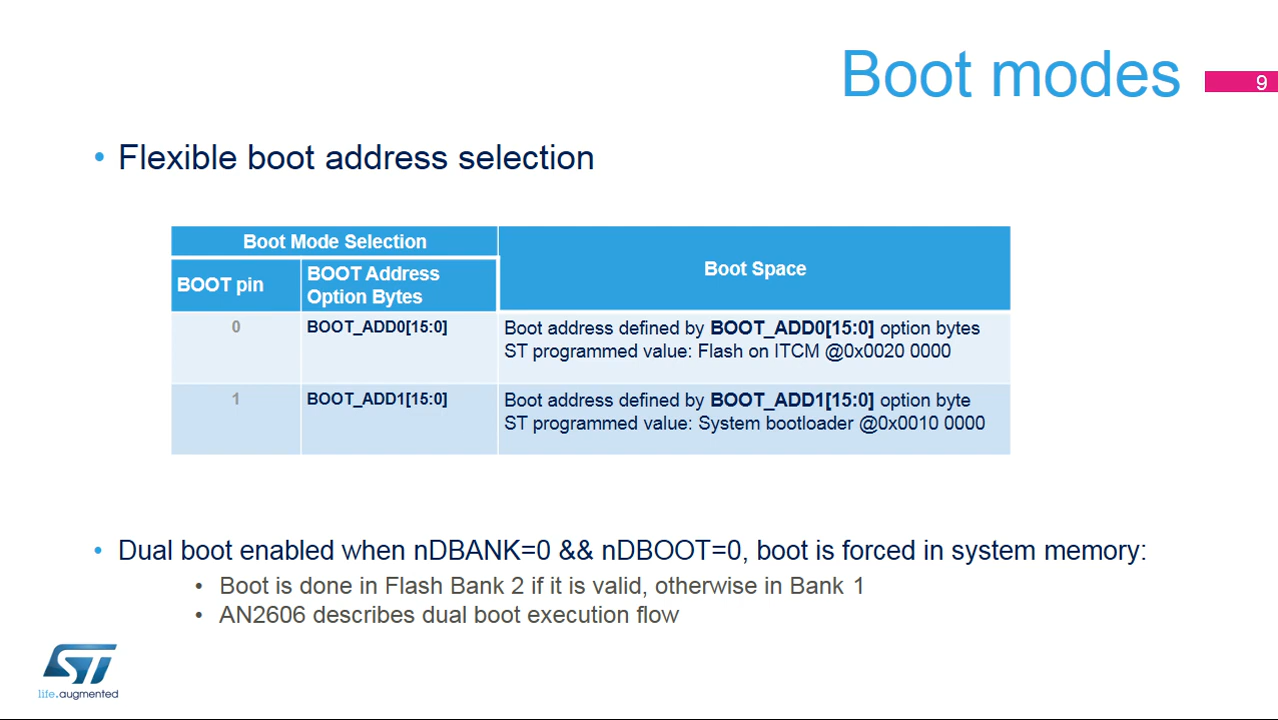 Boot modes
9
• Flexible boot address selection
Boot Mode Selection
Boot Space
BOOT pin
BOOT Address
Option Bytes
0
BOOT_ADD0[15:0]
Boot address defined by BOOT_ADD0[15:0] option bytes
ST programmed value: Flash on ITCM @0x0020 0000
1
BOOT_ADD1[15:0]
Boot address defined by BOOT_ADD1[15:0] option byte
ST programmed value: System bootloader @0x0010 0000
• Dual boot enabled when nDBANK=0 && nDBOOT=0, boot is forced in system memory:
• Boot is done in Flash Bank 2 if it is valid, otherwise in Bank 1
• AN2606 describes dual boot execution flow
ST
life.augmented